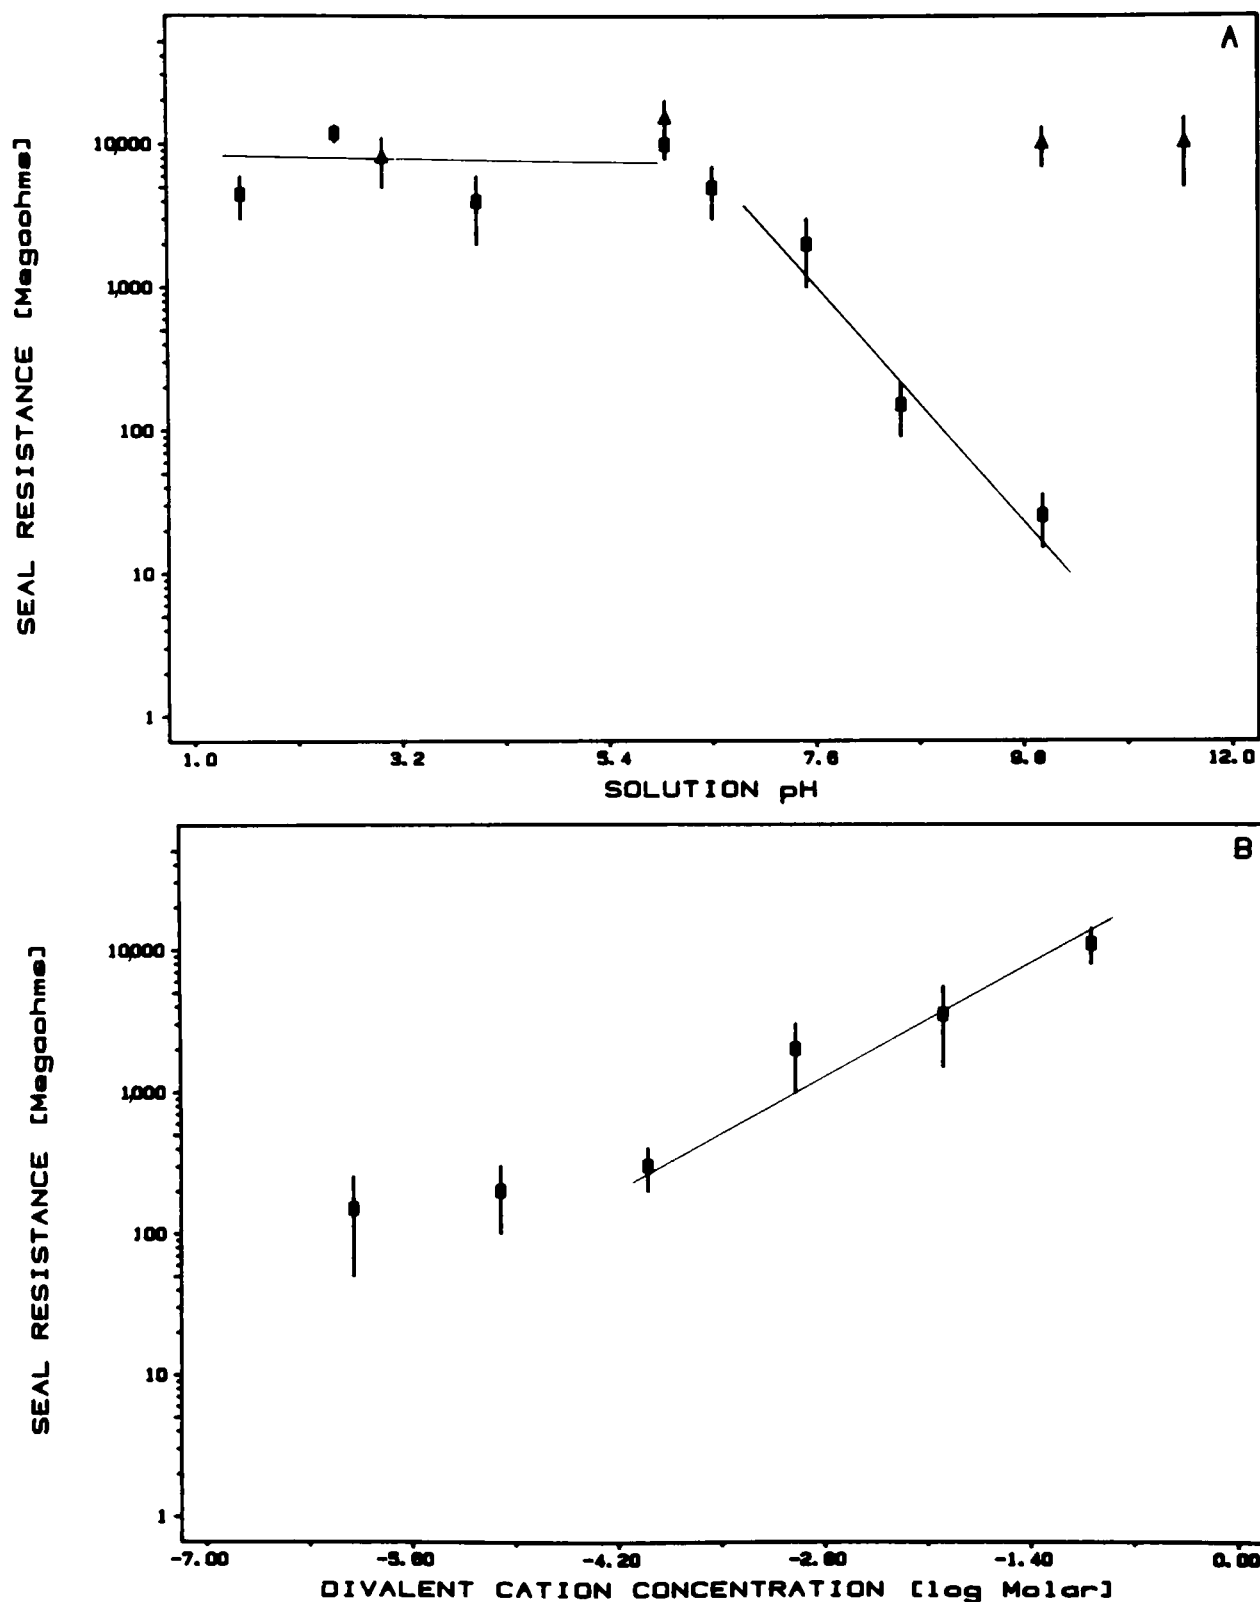 A
SEAL RESISTANCE [Megaohms]
10,000
1,000
100
10
1
1.0 3.2 5.4 7.6 9.8 12.0
SOLUTION pH
B
SEAL RESISTANCE [Megaohms]
10,000
1,000
100
10
1
-7.00 -5.60 -4.20 -2.80 -1.40 0.00
DIVALENT CATION CONCENTRATION [log Molar]